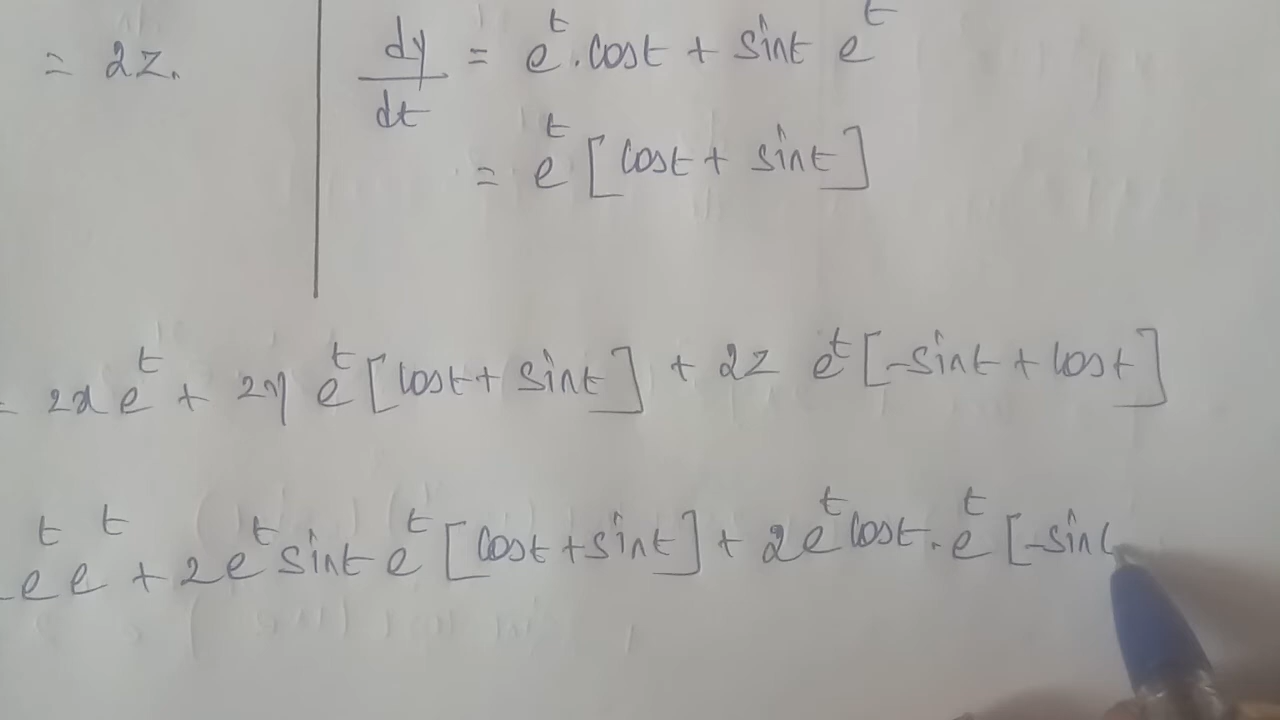 = 2z.
dy/dt = e^t . cost + sint e^t
= e^t [cost + sint]
= 2x e^t + 2y e^t [cost + sint] + 2z e^t [-sint + cost]
e^t e^t + 2e^t sint e^t [cost + sint] + 2e^t cost . e^t [-sin